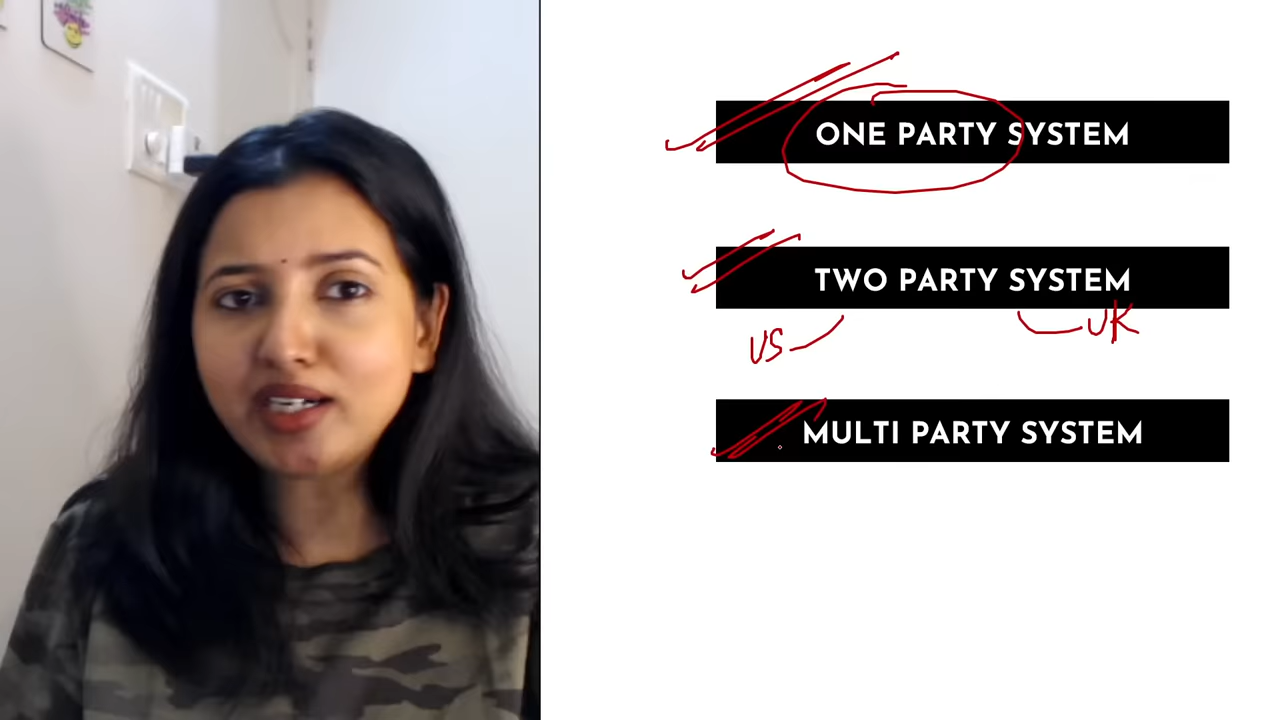 ONE PARTY SYSTEM
TWO PARTY SYSTEM
US UK
MULTI PARTY SYSTEM